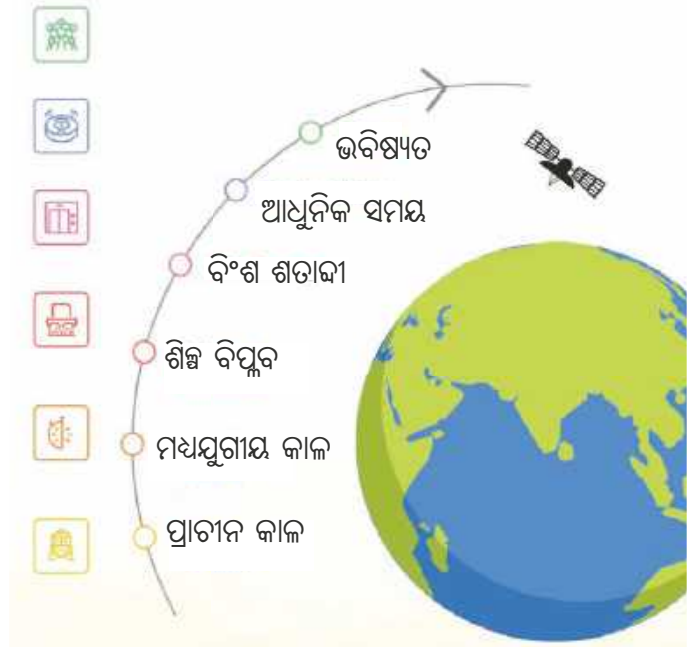 ଭବିଷ୍ୟତ
ଆଧୁନିକ ସମୟ
ବିଂଶ ଶତାବ୍ଦୀ
ଶିଳ୍ପ ବିପ୍ଳବ
ମଧ୍ୟଯୁଗୀୟ କାଳ
ପ୍ରାଚୀନ କାଳ